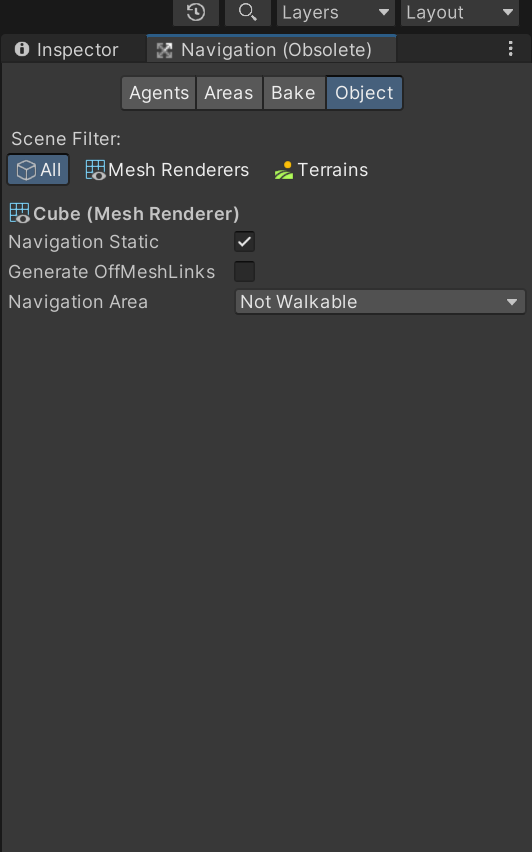 Layers Layout
Inspector Navigation (Obsolete)
Agents Areas Bake Object
Scene Filter:
All Mesh Renderers Terrains
Cube (Mesh Renderer)
Navigation Static
Generate OffMeshLinks
Navigation Area Not Walkable